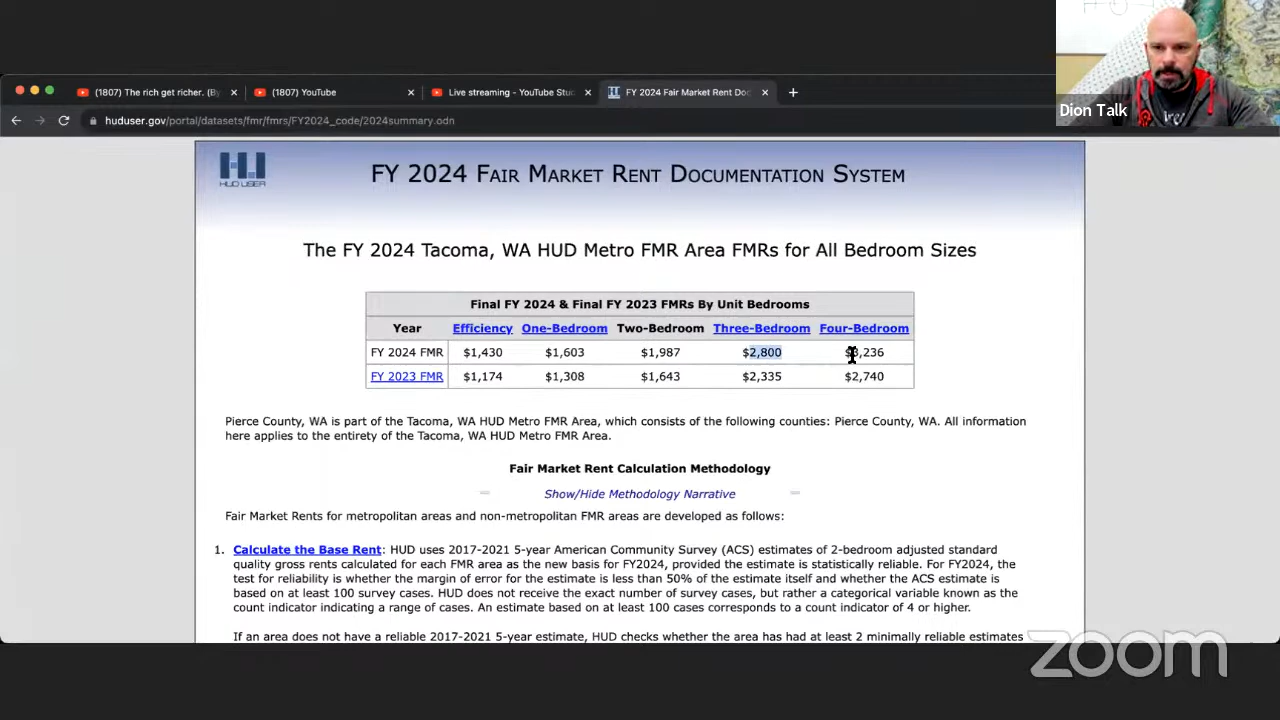 (1807) The rich get richer. (By
(1807) YouTube
Live streaming - YouTube Stu
FY 2024 Fair Market Rent Doc
huduser.gov/portal/datasets/fmr/fmrs/FY2024_code/2024summary.odn
Dion Talk
HUD USER
FY 2024 Fair Market Rent Documentation System
The FY 2024 Tacoma, WA HUD Metro FMR Area FMRs for All Bedroom Sizes
Final FY 2024 & Final FY 2023 FMRs By Unit Bedrooms
Year Efficiency One-Bedroom Two-Bedroom Three-Bedroom Four-Bedroom
FY 2024 FMR $1,430 $1,603 $1,987 $2,800 $3,236
FY 2023 FMR $1,174 $1,308 $1,643 $2,335 $2,740
Pierce County, WA is part of the Tacoma, WA HUD Metro FMR Area, which consists of the following counties: Pierce County, WA. All information
here applies to the entirety of the Tacoma, WA HUD Metro FMR Area.
Fair Market Rent Calculation Methodology
Show/Hide Methodology Narrative
Fair Market Rents for metropolitan areas and non-metropolitan FMR areas are developed as follows:
1. Calculate the Base Rent: HUD uses 2017-2021 5-year American Community Survey (ACS) estimates of 2-bedroom adjusted standard
quality gross rents calculated for each FMR area as the new basis for FY2024, provided the estimate is statistically reliable. For FY2024, the
test for reliability is whether the margin of error for the estimate is less than 50% of the estimate itself and whether the ACS estimate is
based on at least 100 survey cases. HUD does not receive the exact number of survey cases, but rather a categorical variable known as the
count indicator indicating a range of cases. An estimate based on at least 100 cases corresponds to a count indicator of 4 or higher.
If an area does not have a reliable 2017-2021 5-year estimate, HUD checks whether the area has had at least 2 minimally reliable estimates
zoom